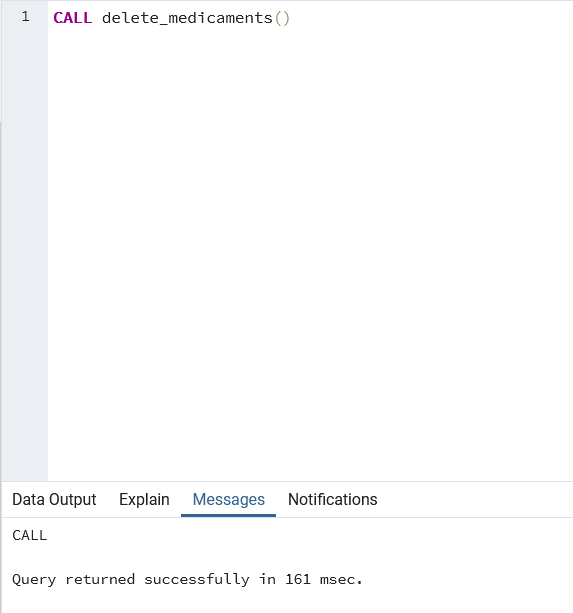 1 CALL delete_medicaments()
Data Output Explain Messages Notifications
CALL
Query returned successfully in 161 msec.